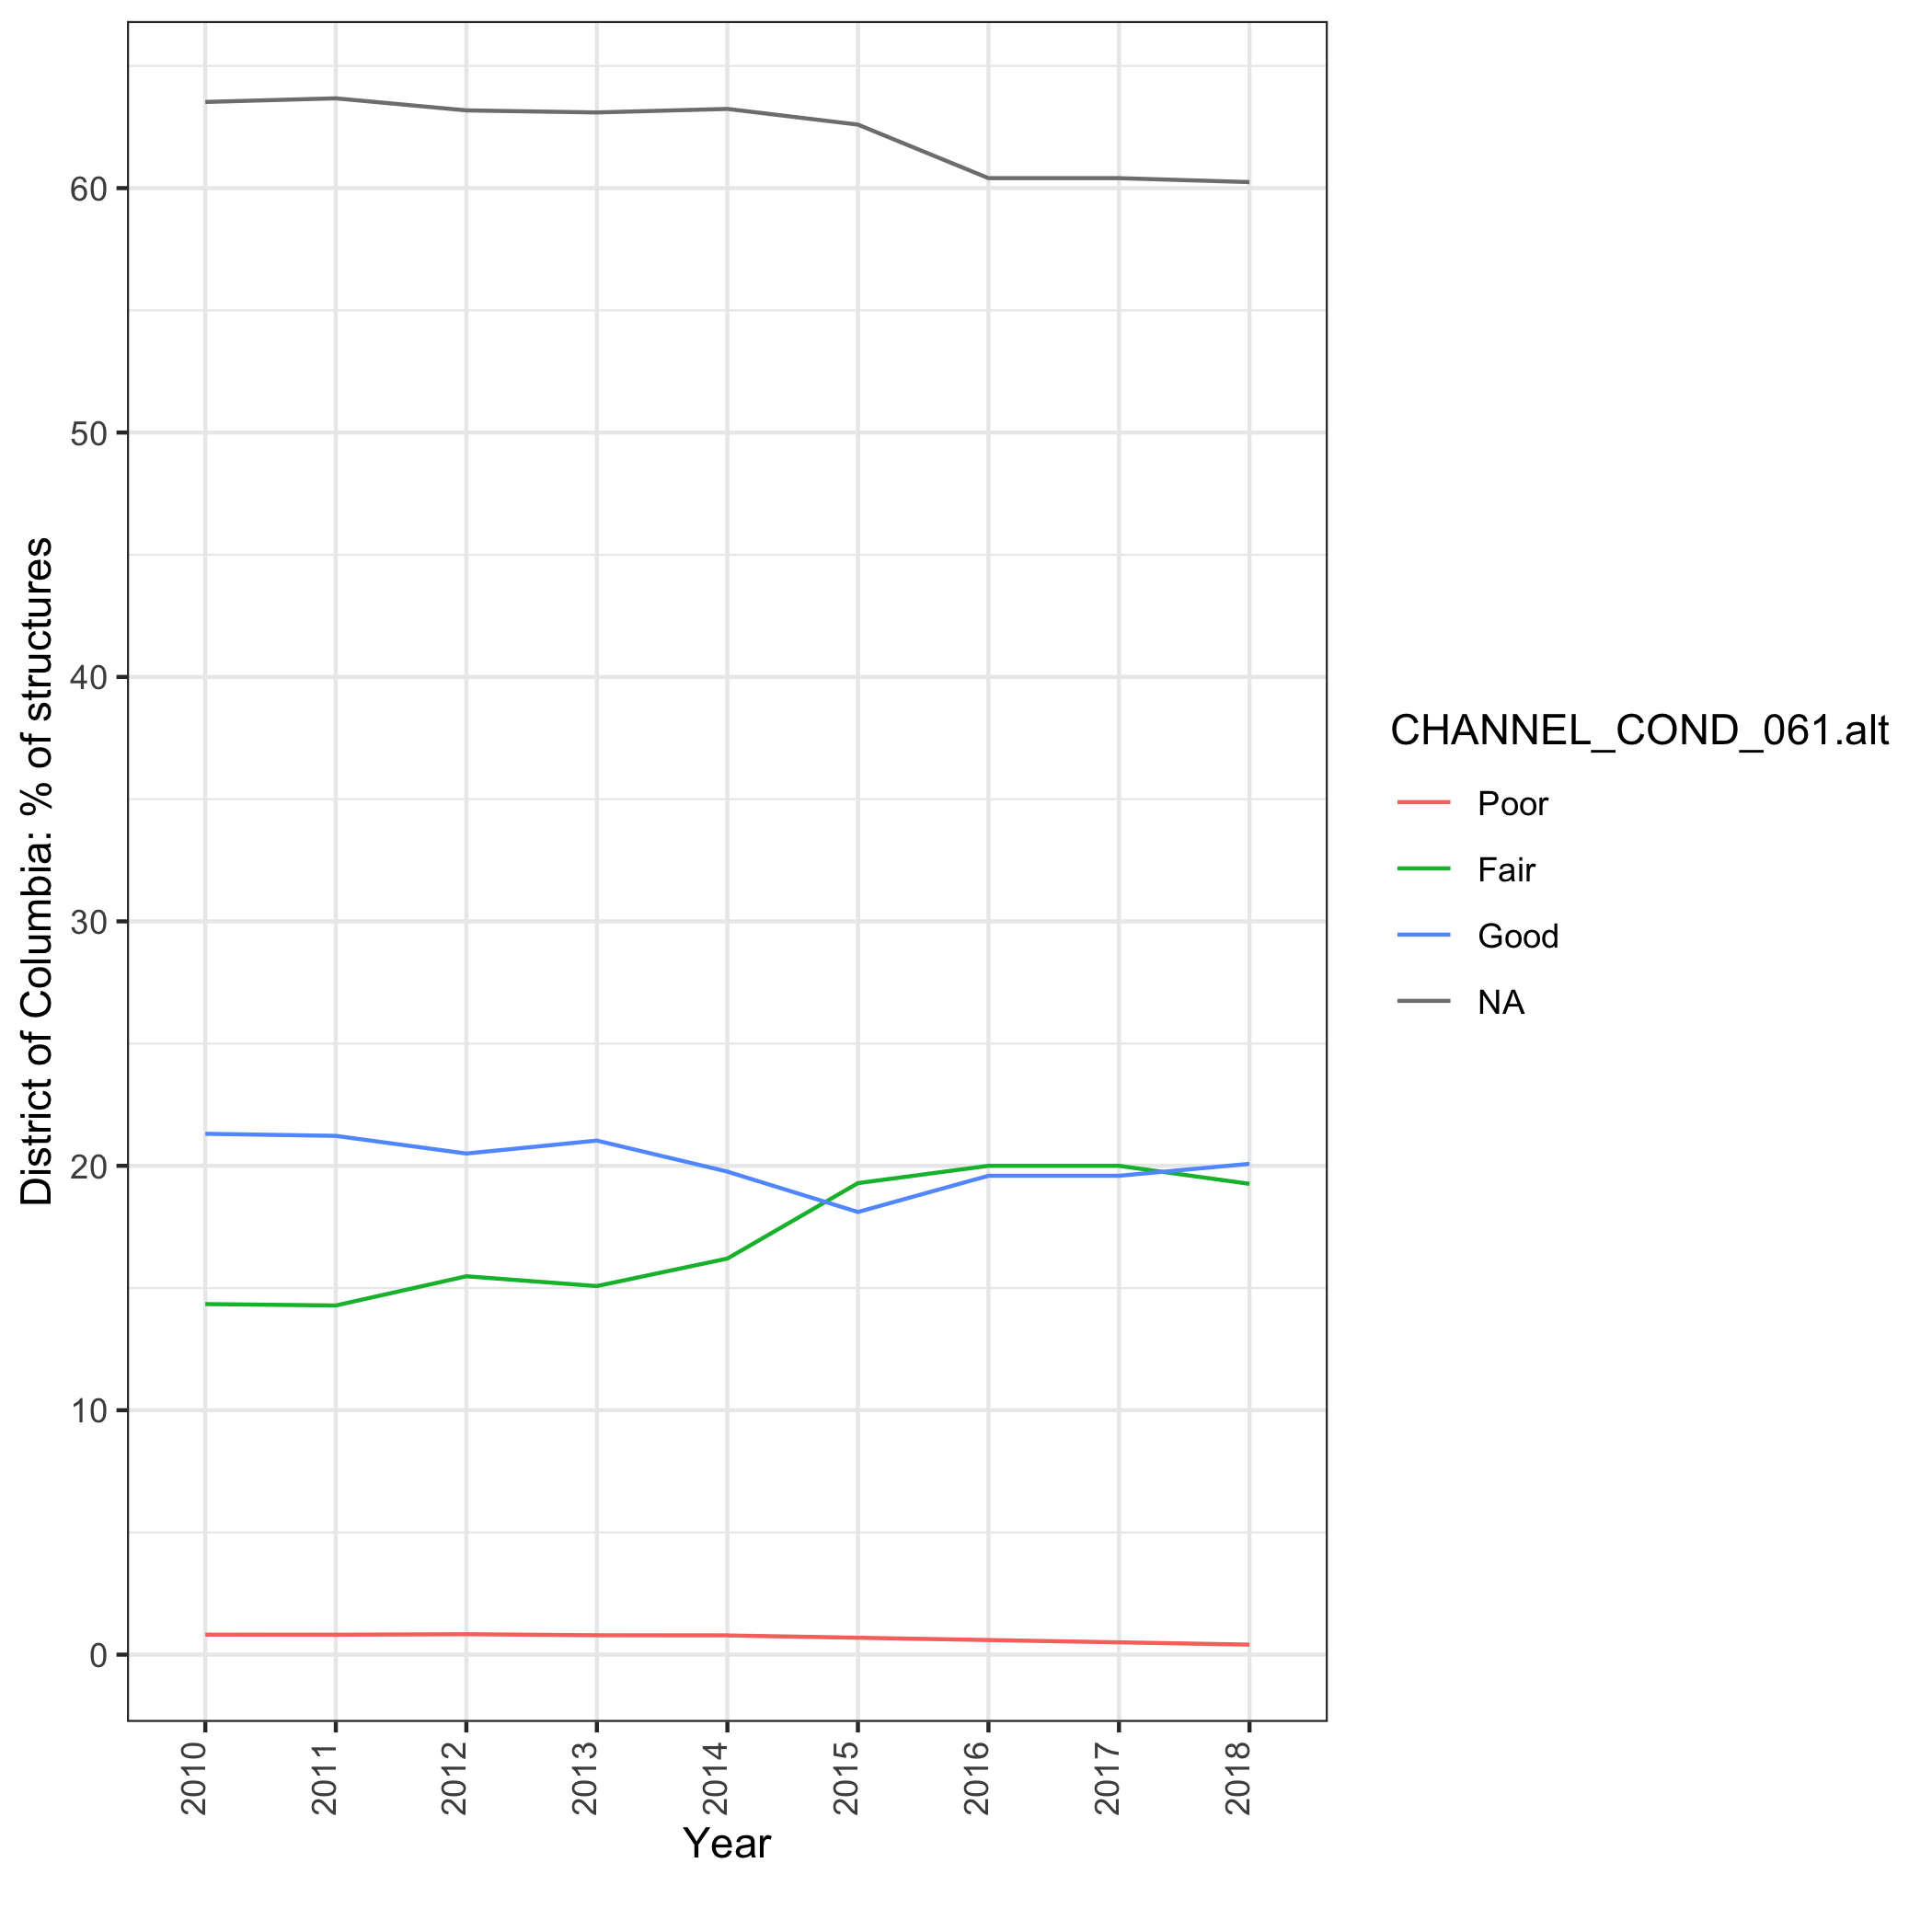 District of Columbia: % of structures
60
50
40
30
20
10
0
2010
2011
2012
2013
2014
2015
2016
2017
2018
Year
CHANNEL_COND_061.alt
Poor
Fair
Good
NA